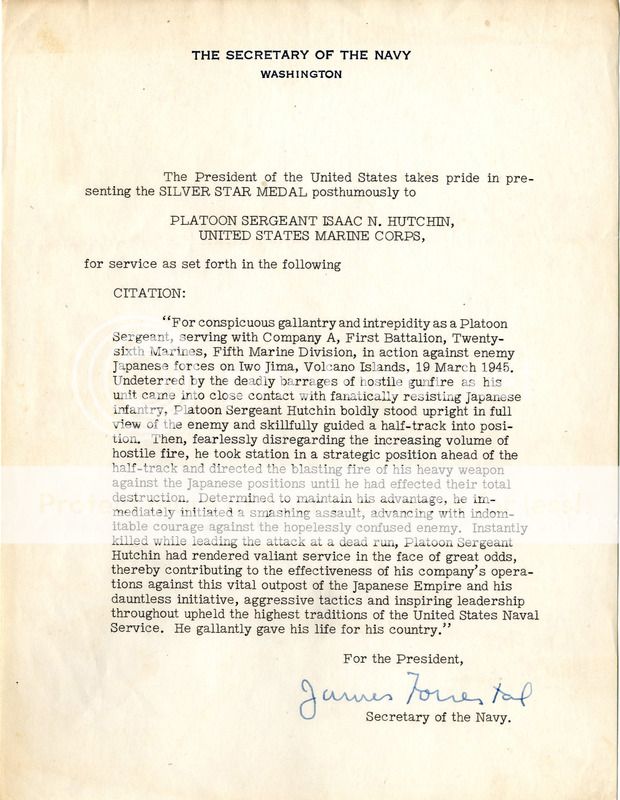 THE SECRETARY OF THE NAVY
WASHINGTON
The President of the United States takes pride in pre-
senting the SILVER STAR MEDAL posthumously to
PLATOON SERGEANT ISAAC N. HUTCHIN,
UNITED STATES MARINE CORPS,
for service as set forth in the following
CITATION:
"For conspicuous gallantry and intrepidity as a Platoon
Sergeant, serving with Company A, First Battalion, Twenty-
sixth Marines, Fifth Marine Division, in action against enemy
Japanese forces on Iwo Jima, Volcano Islands, 19 March 1945.
Undeterred by the deadly barrages of hostile gunfire as his
unit came into close contact with fanatically resisting Japanese
infantry, Platoon Sergeant Hutchin boldly stood upright in full
view of the enemy and skillfully guided a half-track into posi-
tion. Then, fearlessly disregarding the increasing volume of
hostile fire, he took station in a strategic position ahead of the
half-track and directed the blasting fire of his heavy weapon
against the Japanese positions until he had effected their total
destruction. Determined to maintain his advantage, he im-
mediately initiated a smashing assault, advancing with indom-
itable courage against the hopelessly confused enemy. Instantly
killed while leading the attack at a dead run, Platoon Sergeant
Hutchin had rendered valiant service in the face of great odds,
thereby contributing to the effectiveness of his company's opera-
tions against this vital outpost of the Japanese Empire and his
dauntless initiative, aggressive tactics and inspiring leadership
throughout upheld the highest traditions of the United States Naval
Service. He gallantly gave his life for his country."
For the President,
James Forrestal
Secretary of the Navy.